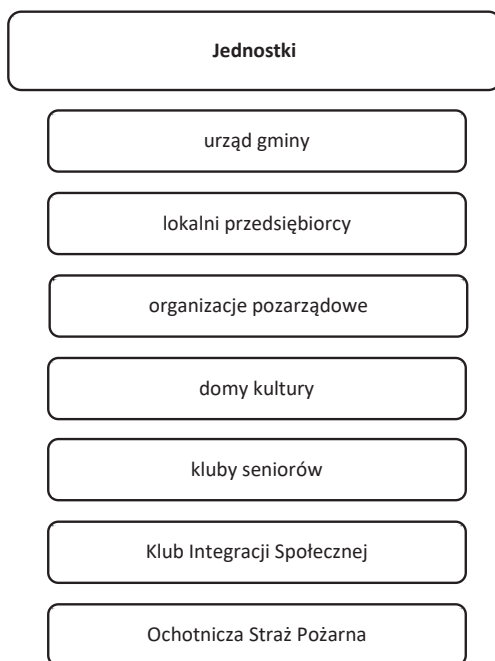 Jednostki
urząd gminy
lokalni przedsiębiorcy
organizacje pozarządowe
domy kultury
kluby seniorów
Klub Integracji Społecznej
Ochotnicza Straż Pożarna